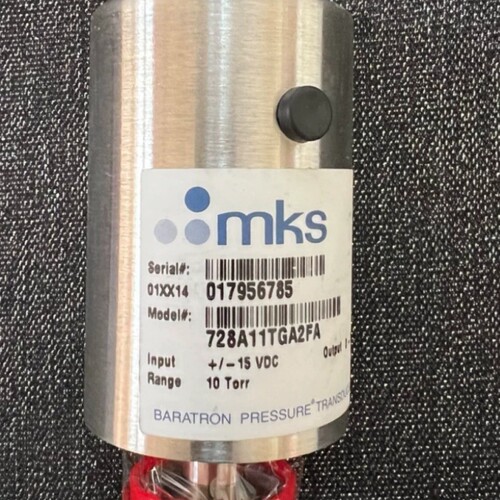 mks
Serial#:
01XX14 017956785
Model#:
728A11TGA2FA
Input +/-15 VDC Output
Range 10 Torr
BARATRON PRESSURE®